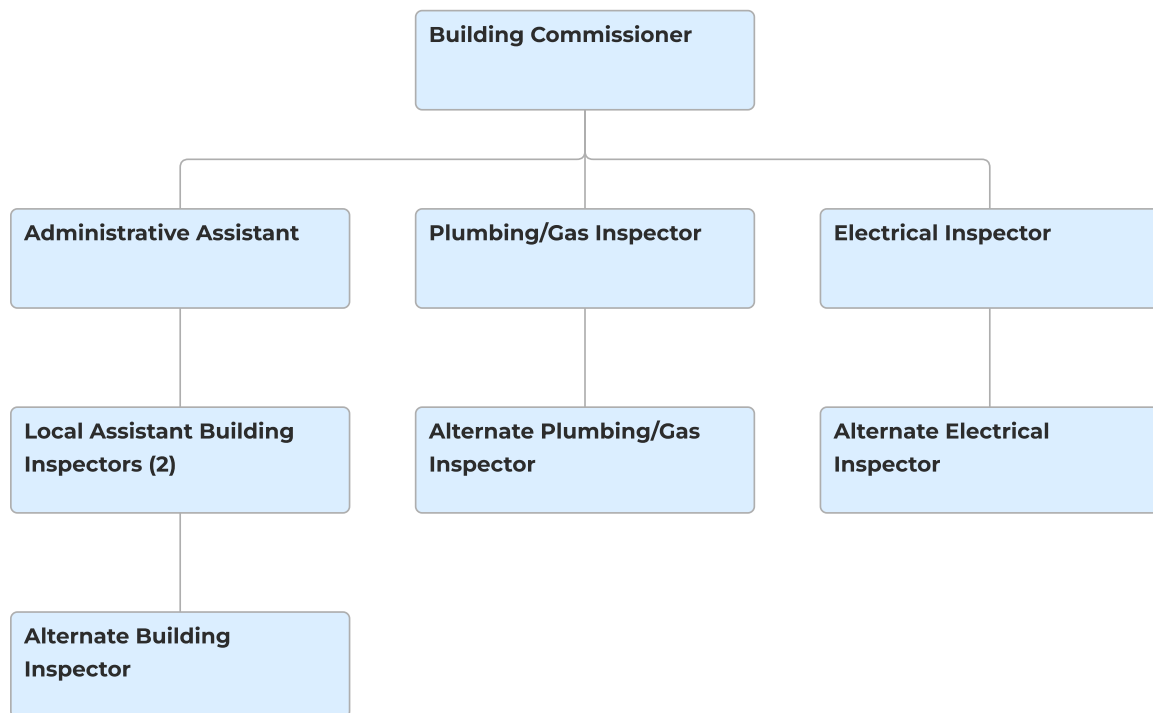 Building Commissioner
Administrative Assistant
Plumbing/Gas Inspector
Electrical Inspector
Local Assistant Building
Inspectors (2)
Alternate Plumbing/Gas
Inspector
Alternate Electrical
Inspector
Alternate Building
Inspector